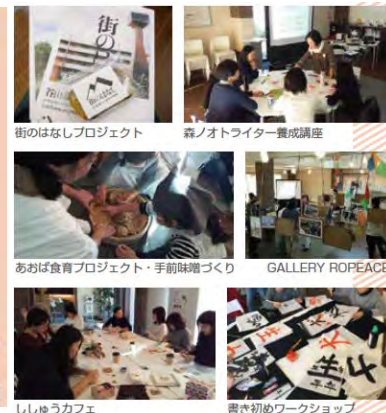 街のは
街のはなしプロジェクト
森ノオトライター養成講座
あおば食育プロジェクト・手前味噌づくり
GALLERY ROPEACE
ししゅうカフェ
書き初めワークショップ